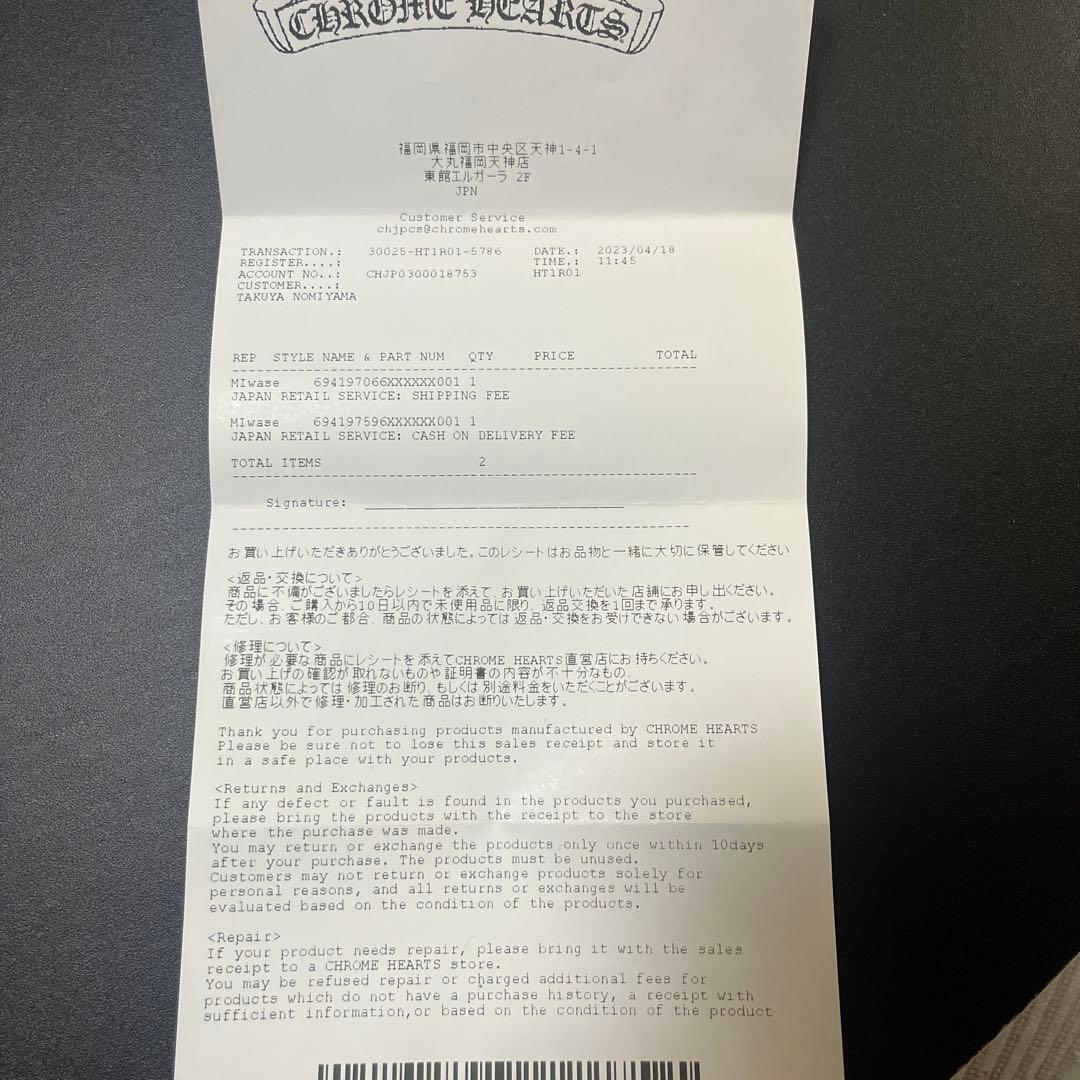 CHROME HEARTS
福岡県福岡市中央区天神1-4-1
大丸福岡天神店
東館エルガーラ 2F
JPN
Customer Service
chjpcs@chromehearts.com
TRANSACTION.: 30025-HT1R01-5786 DATE.: 2023/04/18
REGISTER....: TIME.: 11:45
ACCOUNT NO..: CHJP0300018753 HT1R01
CUSTOMER....:
TAKUYA NOMIYAMA
REP STYLE NAME & PART NUM QTY PRICE TOTAL
MIwase 694197066XXXXXX001 1
JAPAN RETAIL SERVICE: SHIPPING FEE
MIwase 694197596XXXXXX001 1
JAPAN RETAIL SERVICE: CASH ON DELIVERY FEE
TOTAL ITEMS 2
Signature:
お買い上げいただきありがとうございました。このレシートはお品物と一緒に大切に保管してください
<返品・交換について>
商品に不備がございましたらレシートを添えて、お買い上げいただいた店舗にお申し出ください。
その場合、ご購入から10日以内で未使用品に限り、返品交換を1回まで承ります。
ただし、お客様のご都合、商品の状態によっては返品・交換をお受けできない場合がございます。
<修理について>
修理が必要な商品にレシートを添えてCHROME HEARTS直営店にお持ちください。
お買い上げの確認が取れないものや証明書の内容が不十分なもの、
商品状態によっては修理のお断り、もしくは別途料金をいただくことがございます。
直営店以外で修理・加工された商品はお断りいたします。
Thank you for purchasing products manufactured by CHROME HEARTS
Please be sure not to lose this sales receipt and store it
in a safe place with your products.
<Returns and Exchanges>
If any defect or fault is found in the products you purchased,
please bring the products with the receipt to the store
where the purchase was made.
You may return or exchange the products only once within 10days
after your purchase. The products must be unused.
Customers may not return or exchange products solely for
personal reasons, and all returns or exchanges will be
evaluated based on the condition of the products.
<Repair>
If your product needs repair, please bring it with the sales
receipt to a CHROME HEARTS store.
You may be refused repair or charged additional fees for
products which do not have a purchase history, a receipt with
sufficient information,or based on the condition of the product